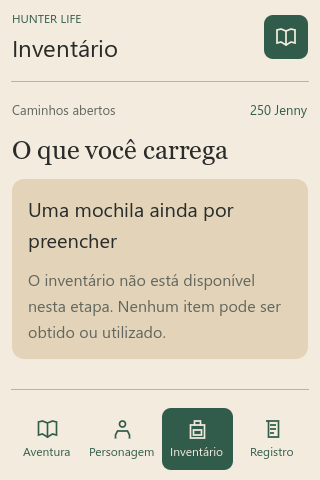 HUNTER LIFE
Inventário
Caminhos abertos
250 Jenny
O que você carrega
Uma mochila ainda por
preencher
O inventário não está disponível
nesta etapa. Nenhum item pode ser
obtido ou utilizado.
Aventura
Personagem
Inventário
Registro